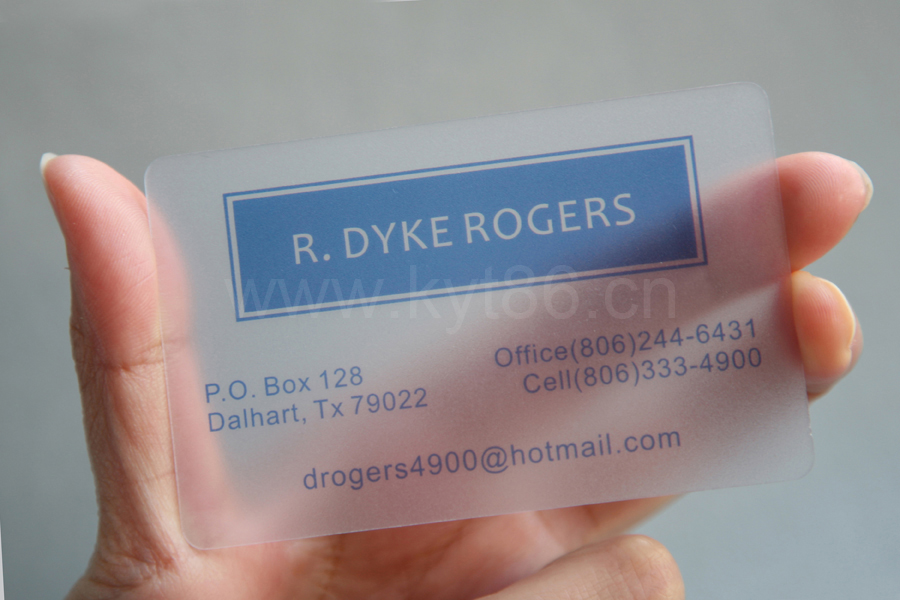 R. DYKE ROGERS
www.kyt86.cn
Office(806)244-6431
Cell(806)333-4900
P.O. Box 128
Dalhart, Tx 79022
drogers4900@hotmail.com